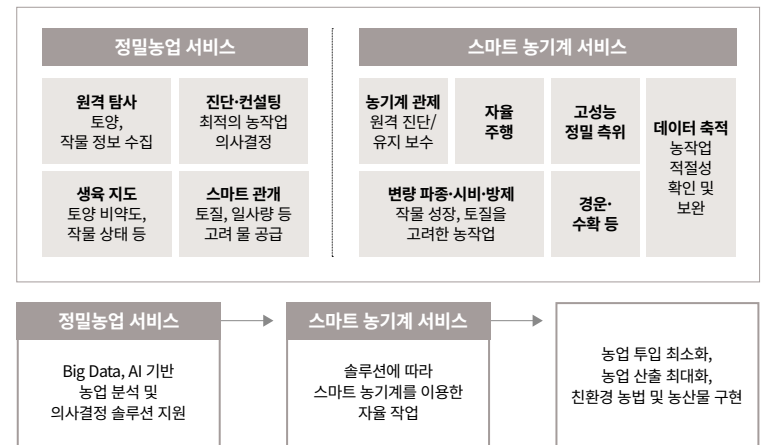 정밀농업 서비스
원격 탐사
토양,
작물 정보 수집
진단·컨설팅
최적의 농작업
의사결정
생육 지도
토양 비약도,
작물 상태 등
스마트 관개
토질, 일사량 등
고려 물 공급
스마트 농기계 서비스
농기계 관제
원격 진단/
유지 보수
자율
주행
고성능
정밀 측위
변량 파종·시비·방제
작물 성장, 토질을
고려한 농작업
경운·
수확 등
데이터 축적
농작업
적절성
확인 및
보완
정밀농업 서비스
Big Data, AI 기반
농업 분석 및
의사결정 솔루션 지원
스마트 농기계 서비스
솔루션에 따라
스마트 농기계를 이용한
자율 작업
농업 투입 최소화,
농업 산출 최대화,
친환경 농법 및 농산물 구현